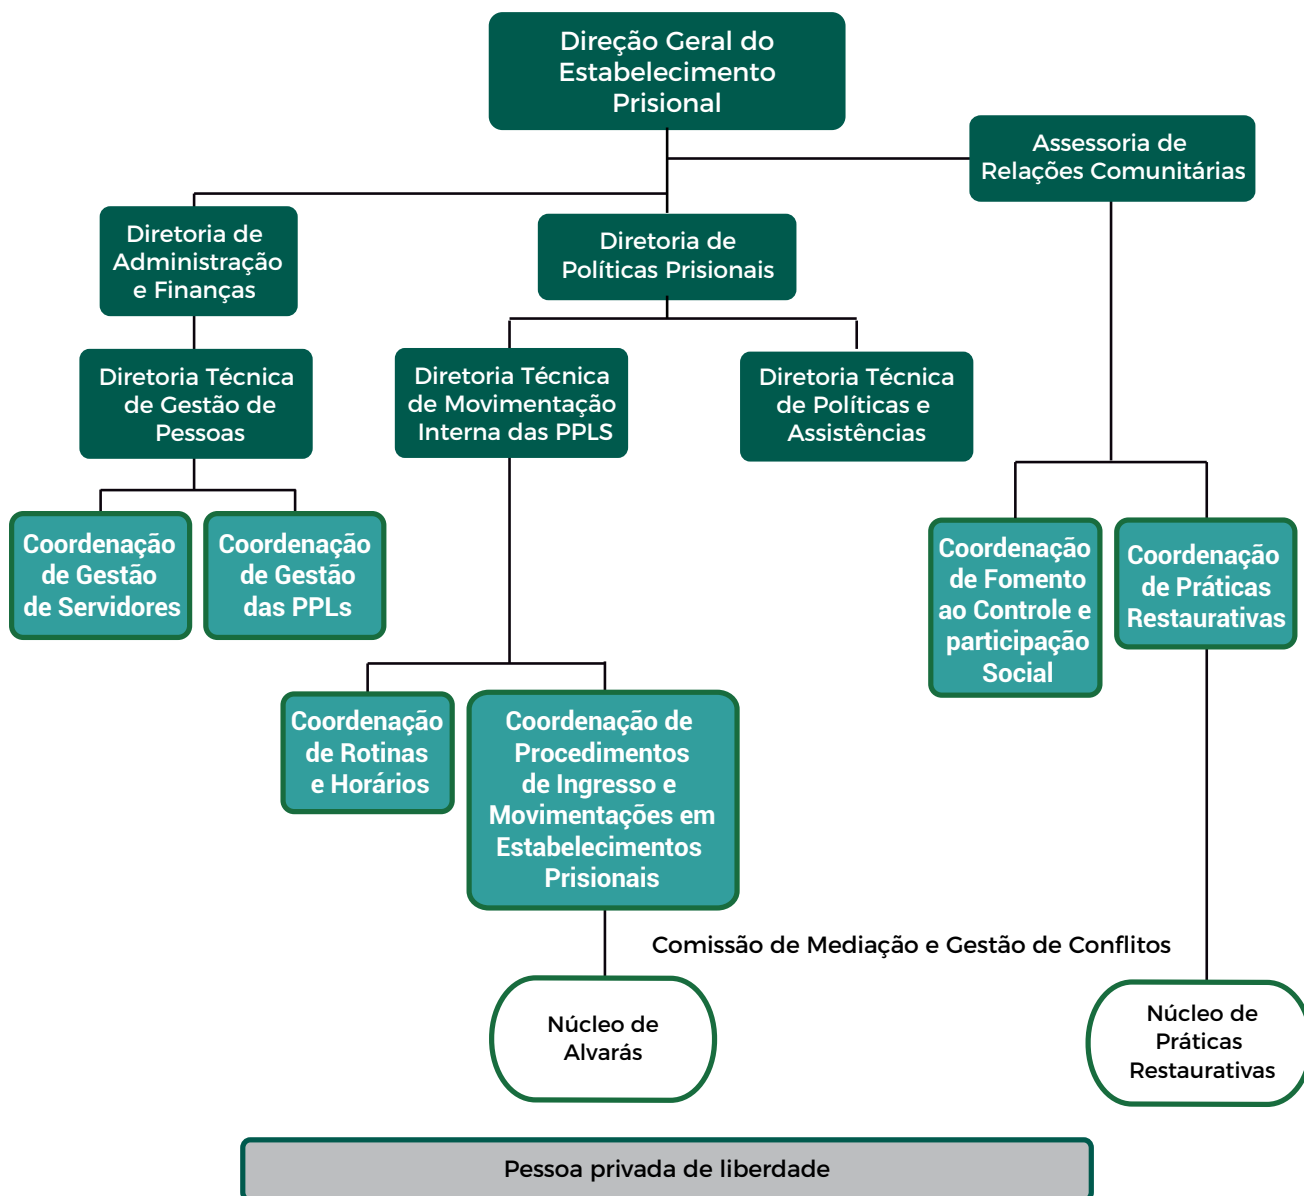 Direção Geral do
Estabelecimento
Prisional
Assessoria de
Relações Comunitárias
Diretoria de
Administração
e Finanças
Diretoria de
Políticas Prisionais
Diretoria Técnica
de Gestão de
Pessoas
Diretoria Técnica
de Movimentação
Interna das PPLS
Diretoria Técnica
de Políticas e
Assistências
Coordenação
de Gestão
de Servidores
Coordenação
de Gestão
das PPLs
Coordenação
de Fomento
ao Controle e
participação
Social
Coordenação
de Práticas
Restaurativas
Coordenação
de Rotinas
e Horários
Coordenação de
Procedimentos
de Ingresso e
Movimentações em
Estabelecimentos
Prisionais
Comissão de Mediação e Gestão de Conflitos
Núcleo de
Alvarás
Núcleo de
Práticas
Restaurativas
Pessoa privada de liberdade